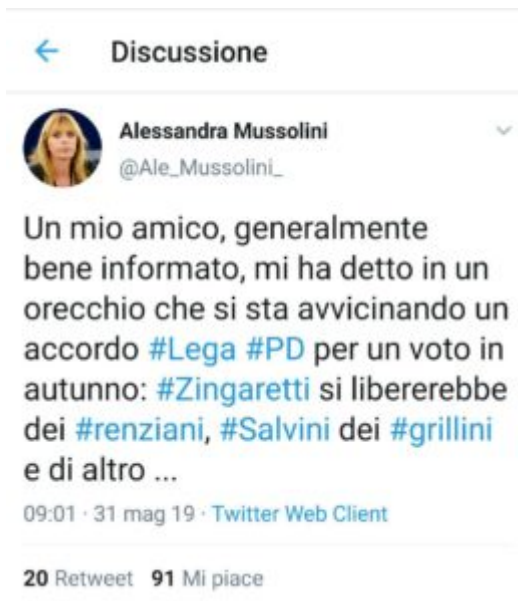 Discussione
Alessandra Mussolini
@Ale_Mussolini_
Un mio amico, generalmente
bene informato, mi ha detto in un
orecchio che si sta avvicinando un
accordo #Lega #PD per un voto in
autunno: #Zingaretti si libererebbe
dei #renziani, #Salvini dei #grillini
e di altro ...
09:01 · 31 mag 19 · Twitter Web Client
20 Retweet 91 Mi piace